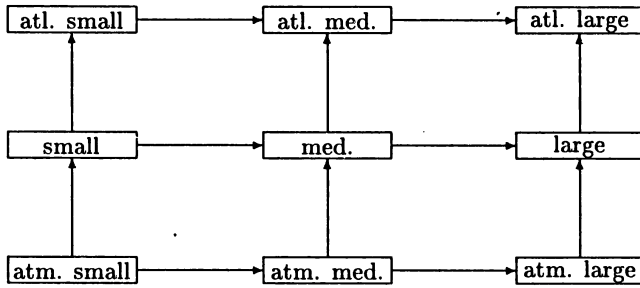 atl. small atl. med. atl. large
small med. large
atm. small atm. med. atm. large